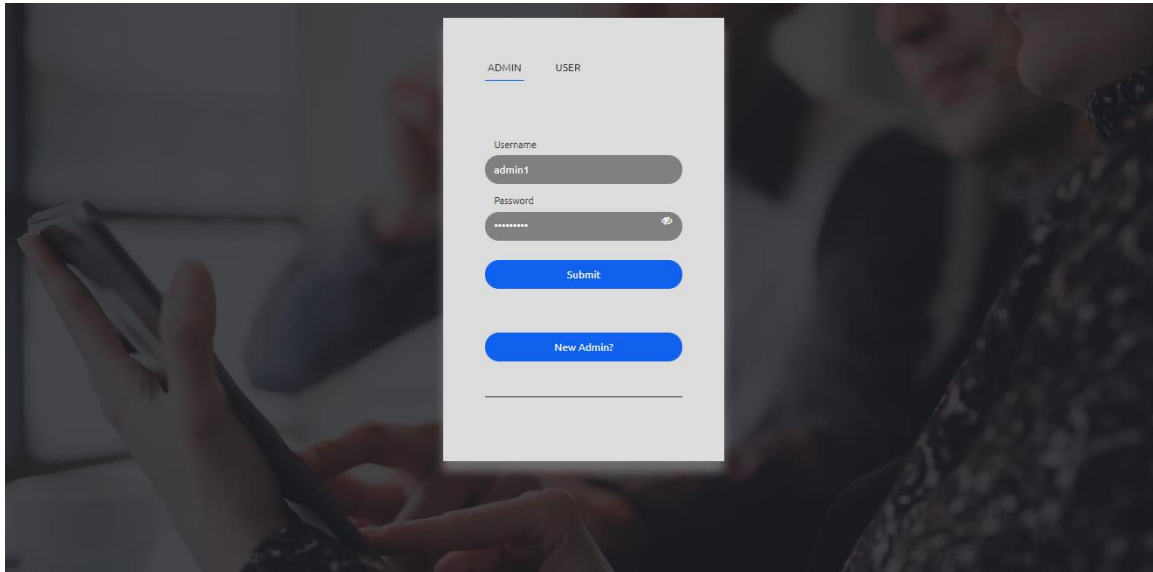 ADMIN USER
Username
admin1
Password
•••••••••
Submit
New Admin?